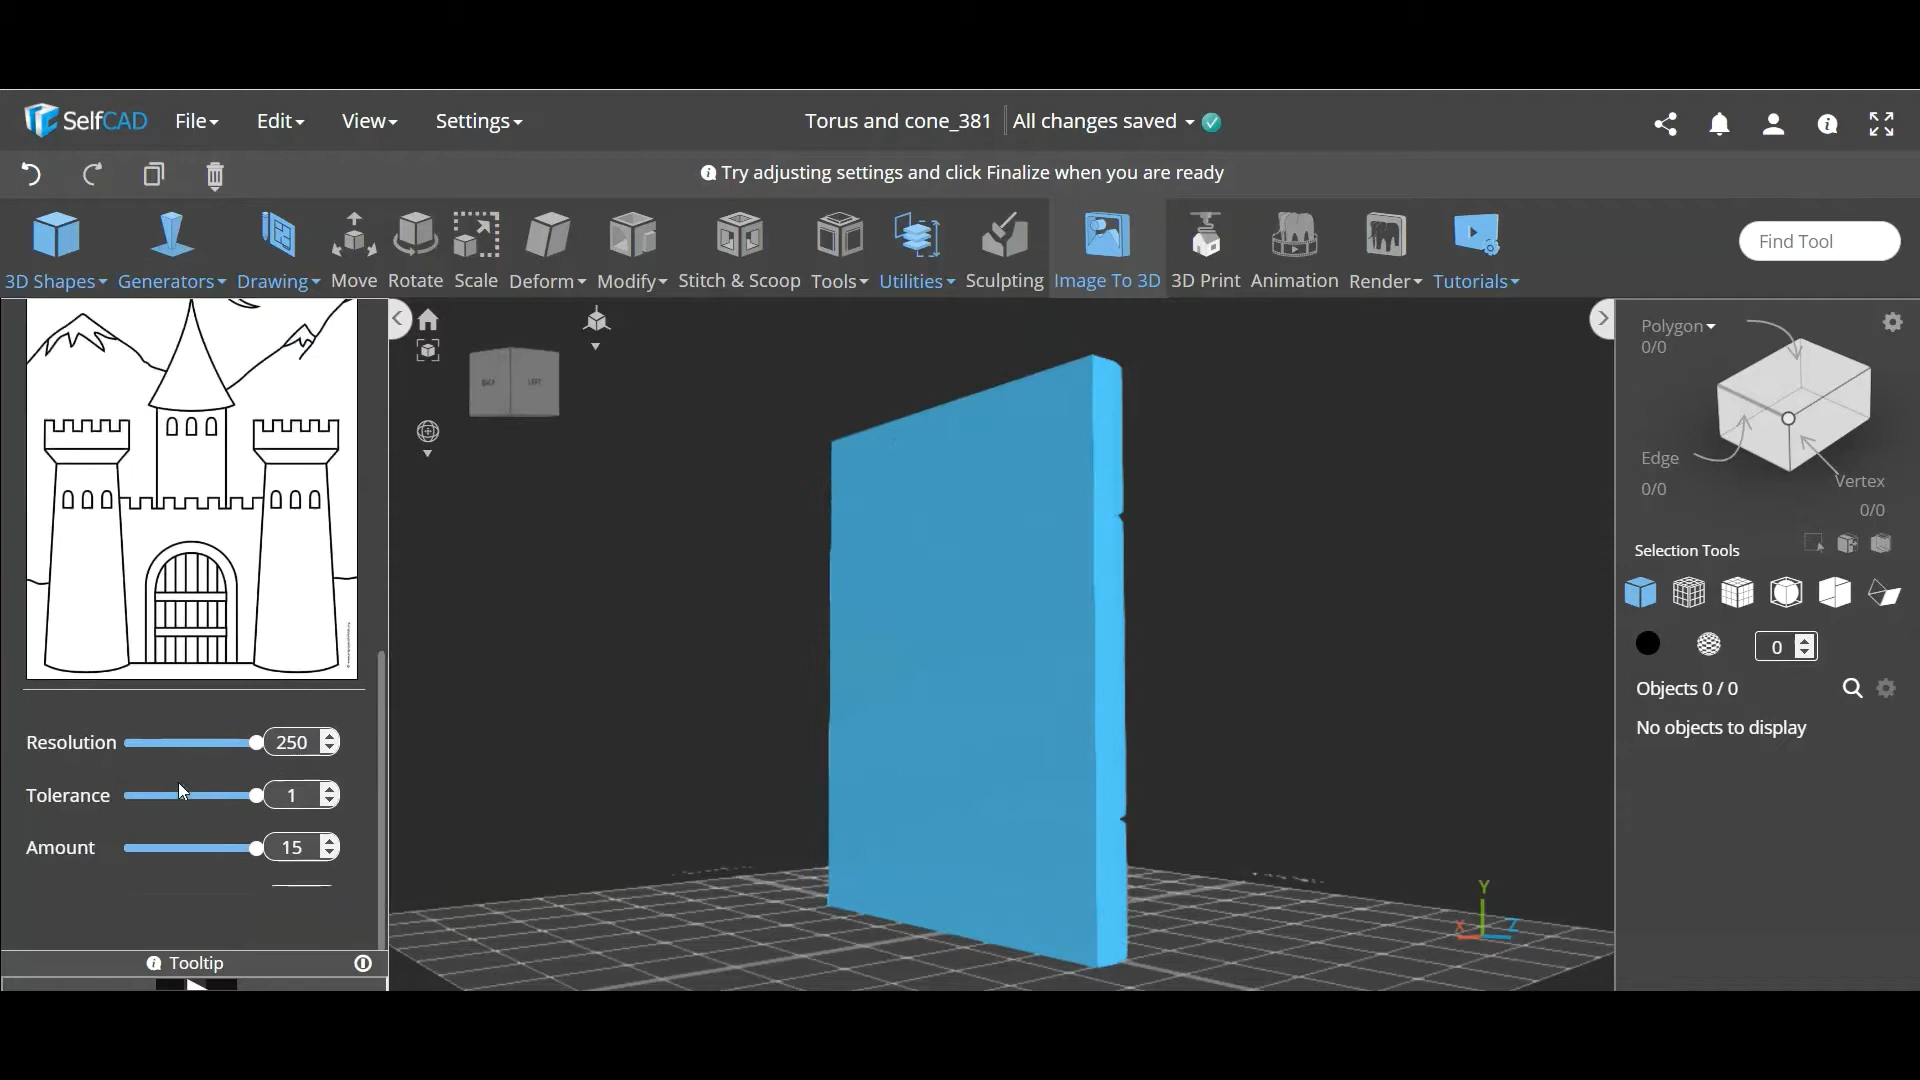 SelfCAD File Edit View Settings Torus and cone_381 All changes saved
Try adjusting settings and click Finalize when you are ready
3D Shapes Generators Drawing Move Rotate Scale Deform Modify Stitch & Scoop Tools Utilities Sculpting Image To 3D 3D Print Animation Render Tutorials Find Tool
BACK LEFT
Resolution 250
Tolerance 1
Amount 15
Tooltip
Y
X Z
Polygon
0/0
Edge
0/0
Vertex
0/0
Selection Tools
0
Objects 0 / 0
No objects to display